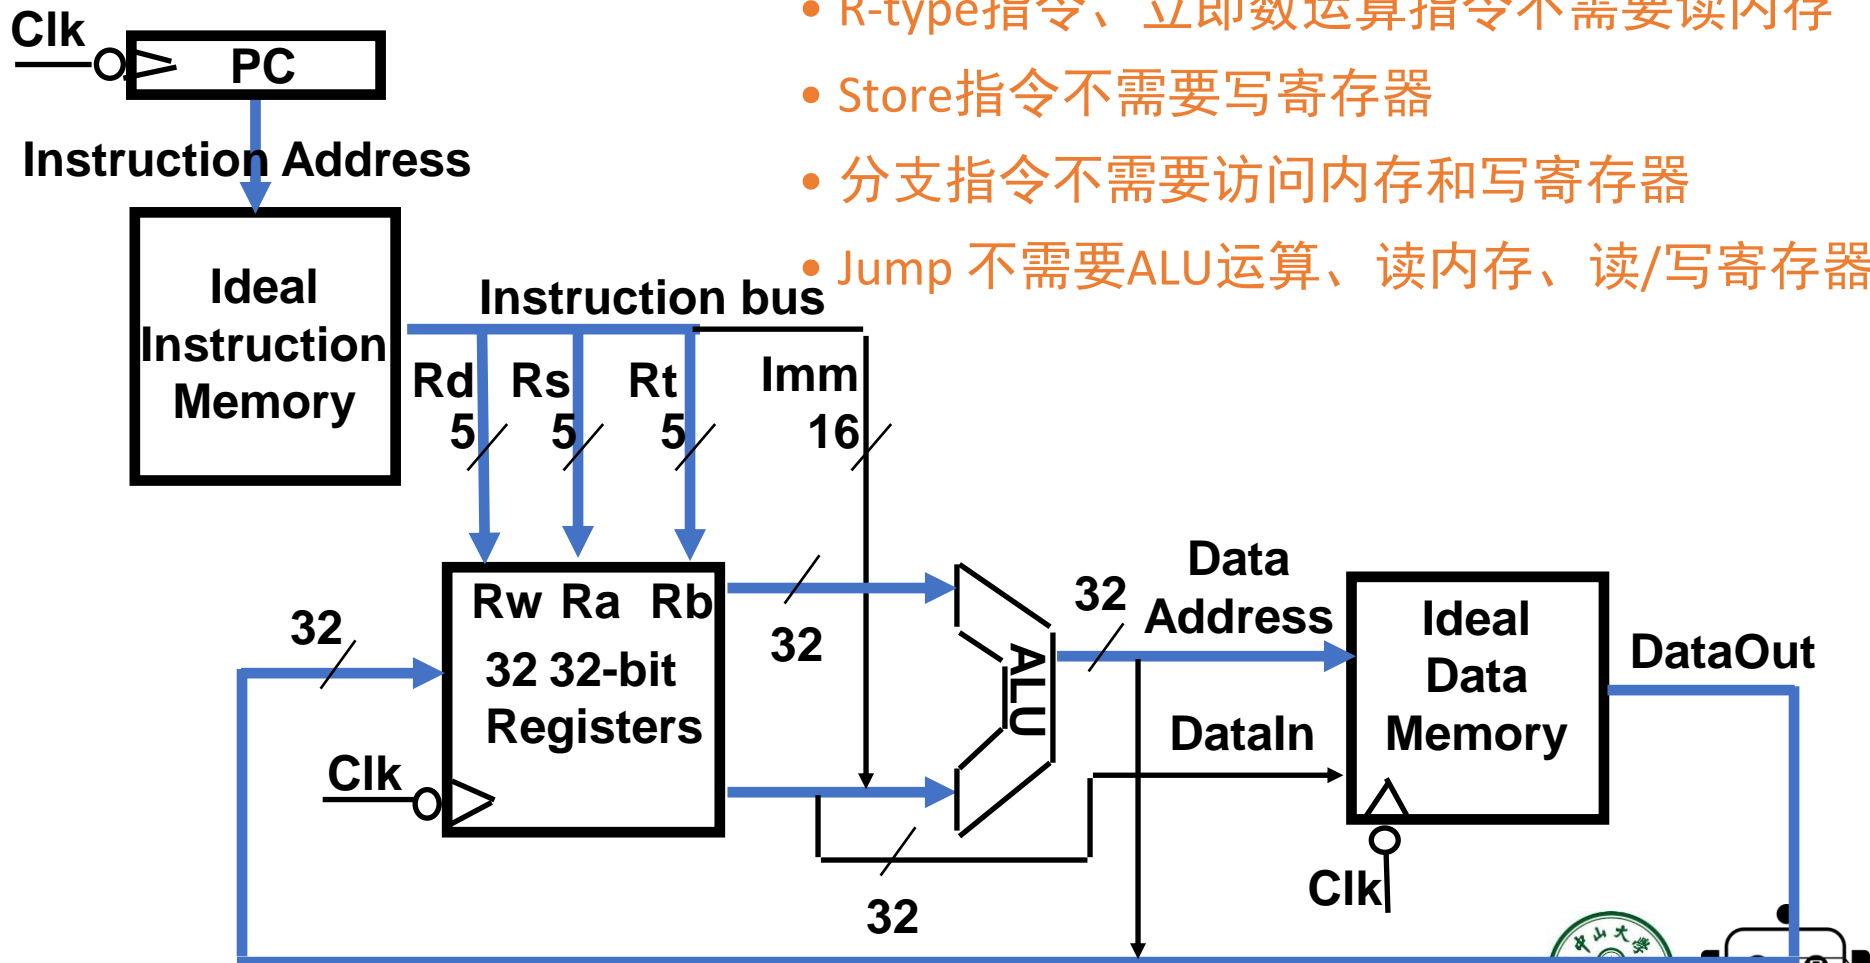 • R-type指令、立即数运算指令不需要读内存
• Store指令不需要写寄存器
• 分支指令不需要访问内存和写寄存器
• Jump 不需要ALU运算、读内存、读/写寄存器
Clk
PC
Instruction Address
Ideal
Instruction
Memory
Instruction bus
Rd
5
Rs
5
Rt
5
Imm
16
Rw Ra Rb
32 32-bit
Registers
32
Clk
32
32
ALU
32
Data
Address
DataIn
Ideal
Data
Memory
DataOut
Clk
中山大学